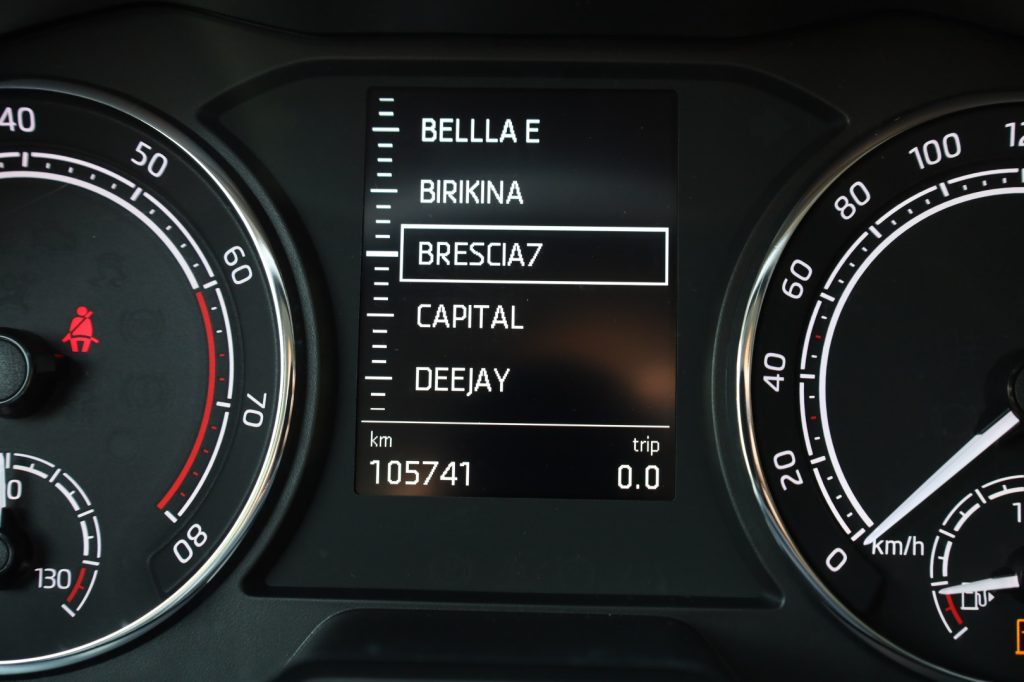 40
50
60
70
80
130
BELLLA E
BIRIKINA
BRESCIA7
CAPITAL
DEEJAY
km
trip
105741
0.0
100
80
60
40
20
0
km/h